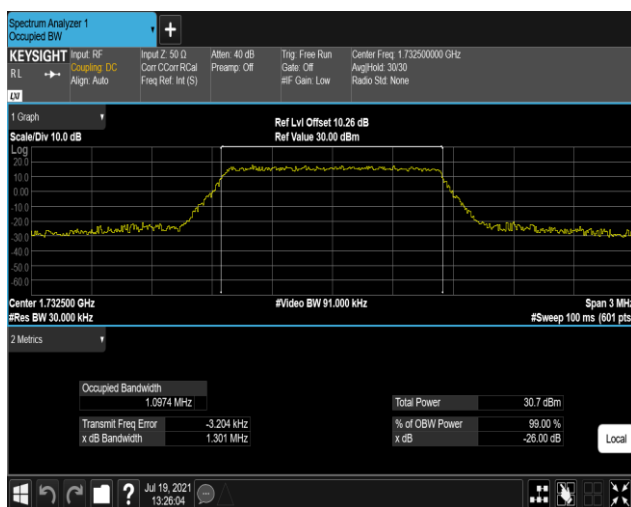 Spectrum Analyzer 1
Occupied BW
+
KEYSIGHT Input: RF Input Z: 50 Ω Atten: 40 dB Trig: Free Run Center Freq: 1.732500000 GHz
RL Coupling: DC Corr CCorr RCal Preamp: Off Gate: Off Avg|Hold: 30/30
Align: Auto Freq Ref: Int (S) #IF Gain: Low Radio Std: None
LXI
1 Graph
Ref Lvl Offset 10.26 dB
Scale/Div 10.0 dB Ref Value 30.00 dBm
Log
20.0
10.0
0.00
-10.0
-20.0
-30.0
-40.0
-50.0
-60.0
Center 1.732500 GHz #Video BW 91.000 kHz Span 3 MHz
#Res BW 30.000 kHz #Sweep 100 ms (601 pts
2 Metrics
Occupied Bandwidth
1.0974 MHz Total Power 30.7 dBm
Transmit Freq Error -3.204 kHz % of OBW Power 99.00 %
x dB Bandwidth 1.301 MHz x dB -26.00 dB
Local
? Jul 19, 2021
13:26:04